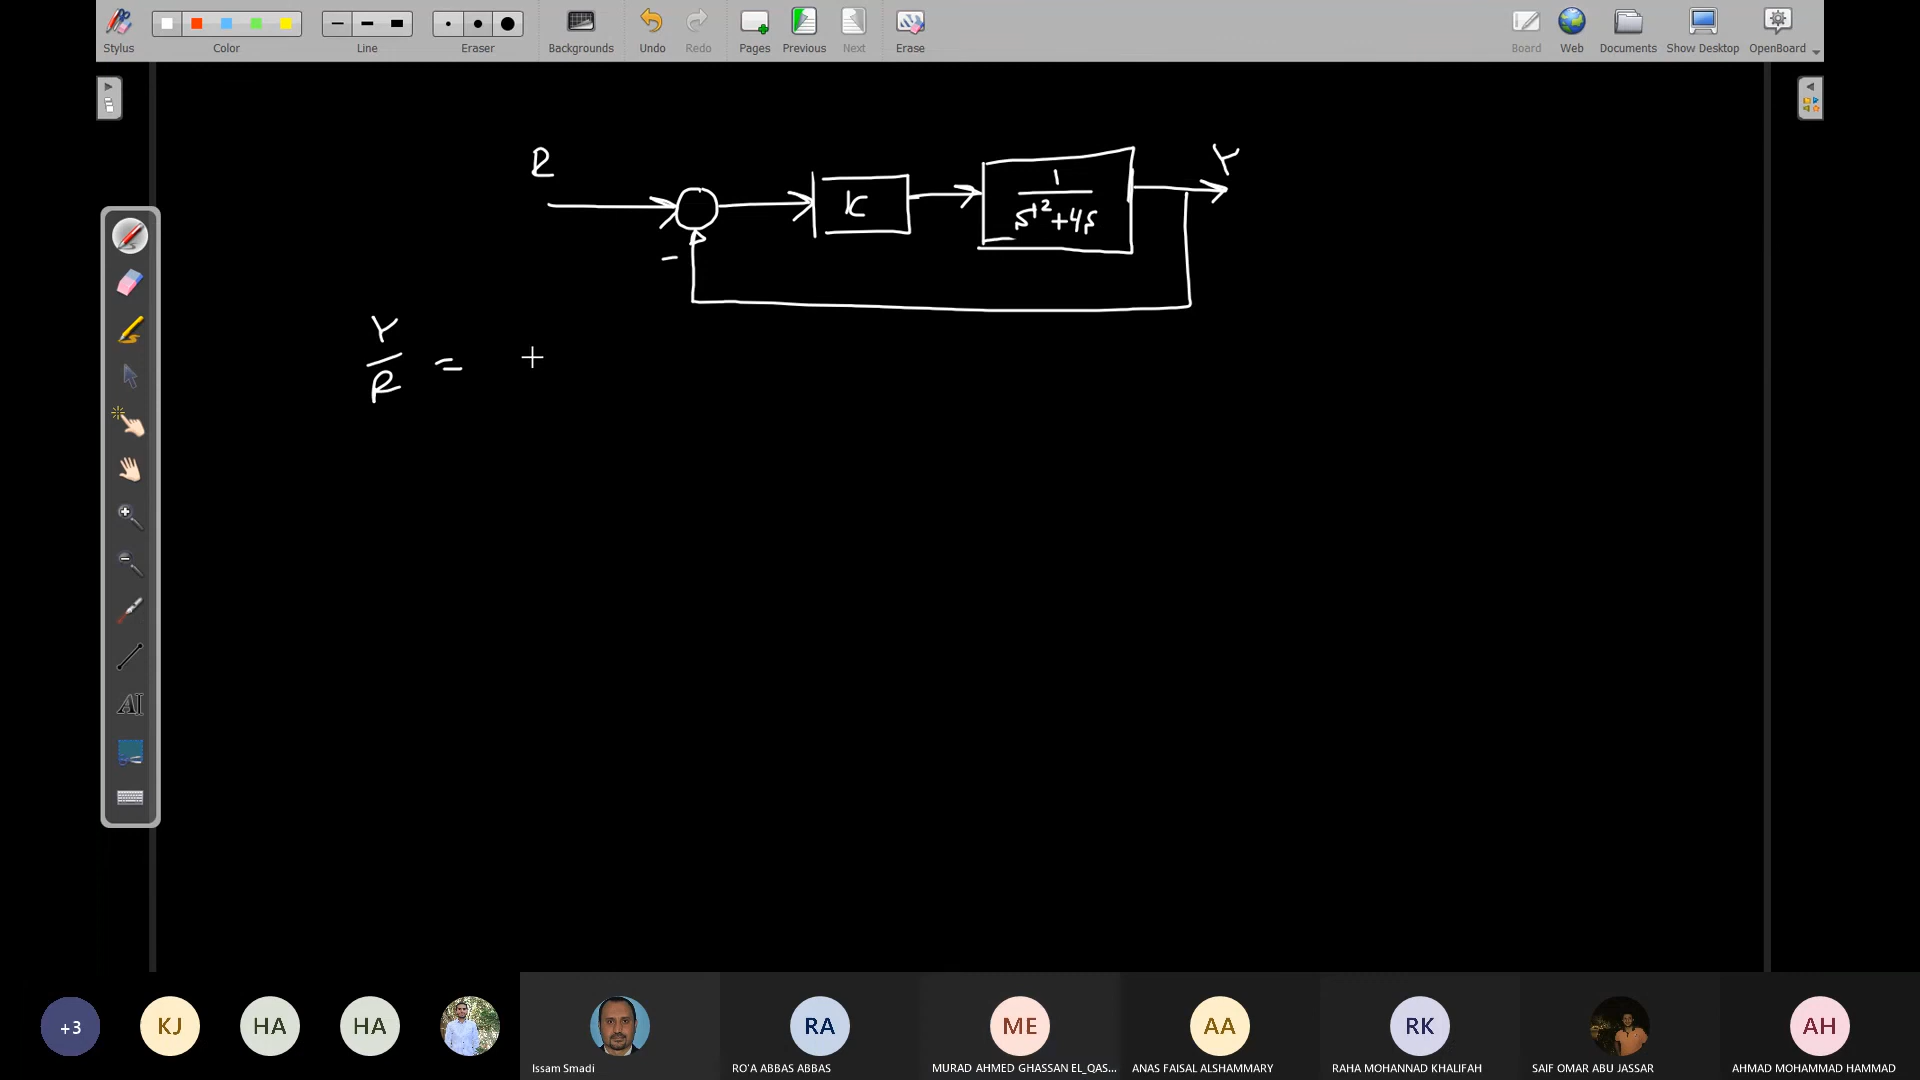 Stylus Color Line Eraser Backgrounds Undo Redo Pages Previous Next Erase Board Web Documents Show Desktop OpenBoard
R
Y
K
1
s²+4s
-
Y
R
=
AI
+3 KJ HA HA RA ME AA RK AH
Issam Smadi RO'A ABBAS ABBAS MURAD AHMED GHASSAN EL_QAS... ANAS FAISAL ALSHAMMARY RAHA MOHANNAD KHALIFAH SAIF OMAR ABU JASSAR AHMAD MOHAMMAD HAMMAD